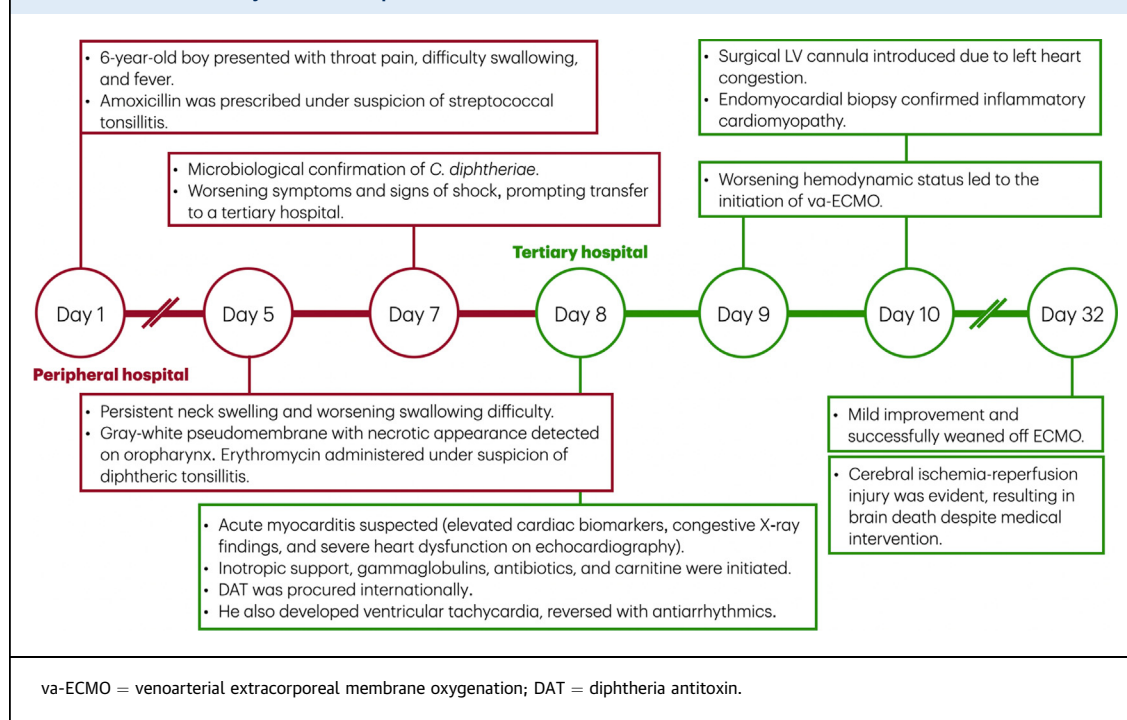 • 6-year-old boy presented with throat pain, difficulty swallowing,
and fever.
• Amoxicillin was prescribed under suspicion of streptococcal
tonsillitis.
• Microbiological confirmation of C. diphtheriae.
• Worsening symptoms and signs of shock, prompting transfer
to a tertiary hospital.
• Surgical LV cannula introduced due to left heart
congestion.
• Endomyocardial biopsy confirmed inflammatory
cardiomyopathy.
• Worsening hemodynamic status led to the
initiation of va-ECMO.
Tertiary hospital
Day 1
Day 5
Day 7
Day 8
Day 9
Day 10
Day 32
Peripheral hospital
• Persistent neck swelling and worsening swallowing difficulty.
• Gray-white pseudomembrane with necrotic appearance detected
on oropharynx. Erythromycin administered under suspicion of
diphtheric tonsillitis.
• Acute myocarditis suspected (elevated cardiac biomarkers, congestive X-ray
findings, and severe heart dysfunction on echocardiography).
• Inotropic support, gammaglobulins, antibiotics, and carnitine were initiated.
• DAT was procured internationally.
• He also developed ventricular tachycardia, reversed with antiarrhythmics.
• Mild improvement and
successfully weaned off ECMO.
• Cerebral ischemia-reperfusion
injury was evident, resulting in
brain death despite medical
intervention.
va-ECMO = venoarterial extracorporeal membrane oxygenation; DAT = diphtheria antitoxin.